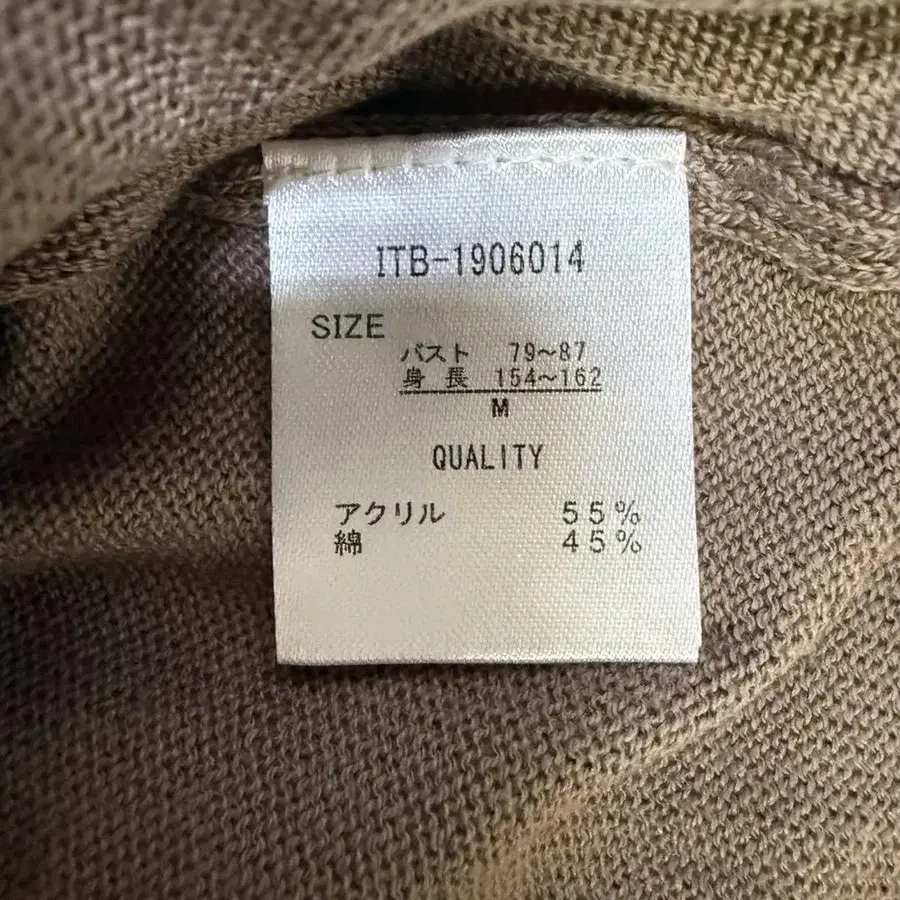 ITB-1906014
SIZE
バスト 79~87
身長 154~162
M
QUALITY
アクリル 55%
綿 45%